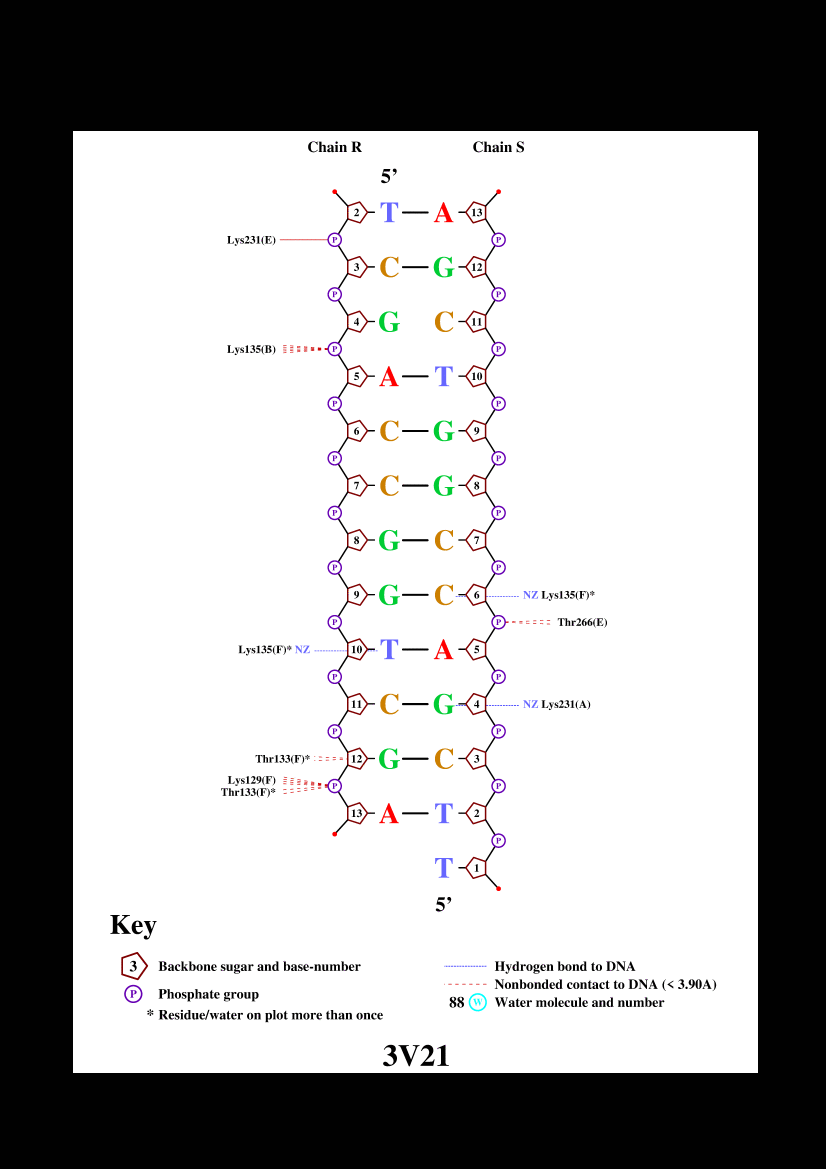 Chain R Chain S
5’
2 T A 13
Lys231(E) P P
3 C G 12
P P
4 G C 11
Lys135(B) P P
5 A T 10
P P
6 C G 9
P P
7 C G 8
P P
8 G C 7
P P
9 G C 6 NZ Lys135(F)*
P P Thr266(E)
Lys135(F)* NZ 10 T A 5
P P
11 C G 4 NZ Lys231(A)
P P
Thr133(F)* 12 G C 3
Lys129(F) P P
Thr133(F)*
13 A T 2
P
T 1
5’
Key
3 Backbone sugar and base-number
P Phosphate group
* Residue/water on plot more than once
Hydrogen bond to DNA
Nonbonded contact to DNA (< 3.90A)
88 W Water molecule and number
3V21